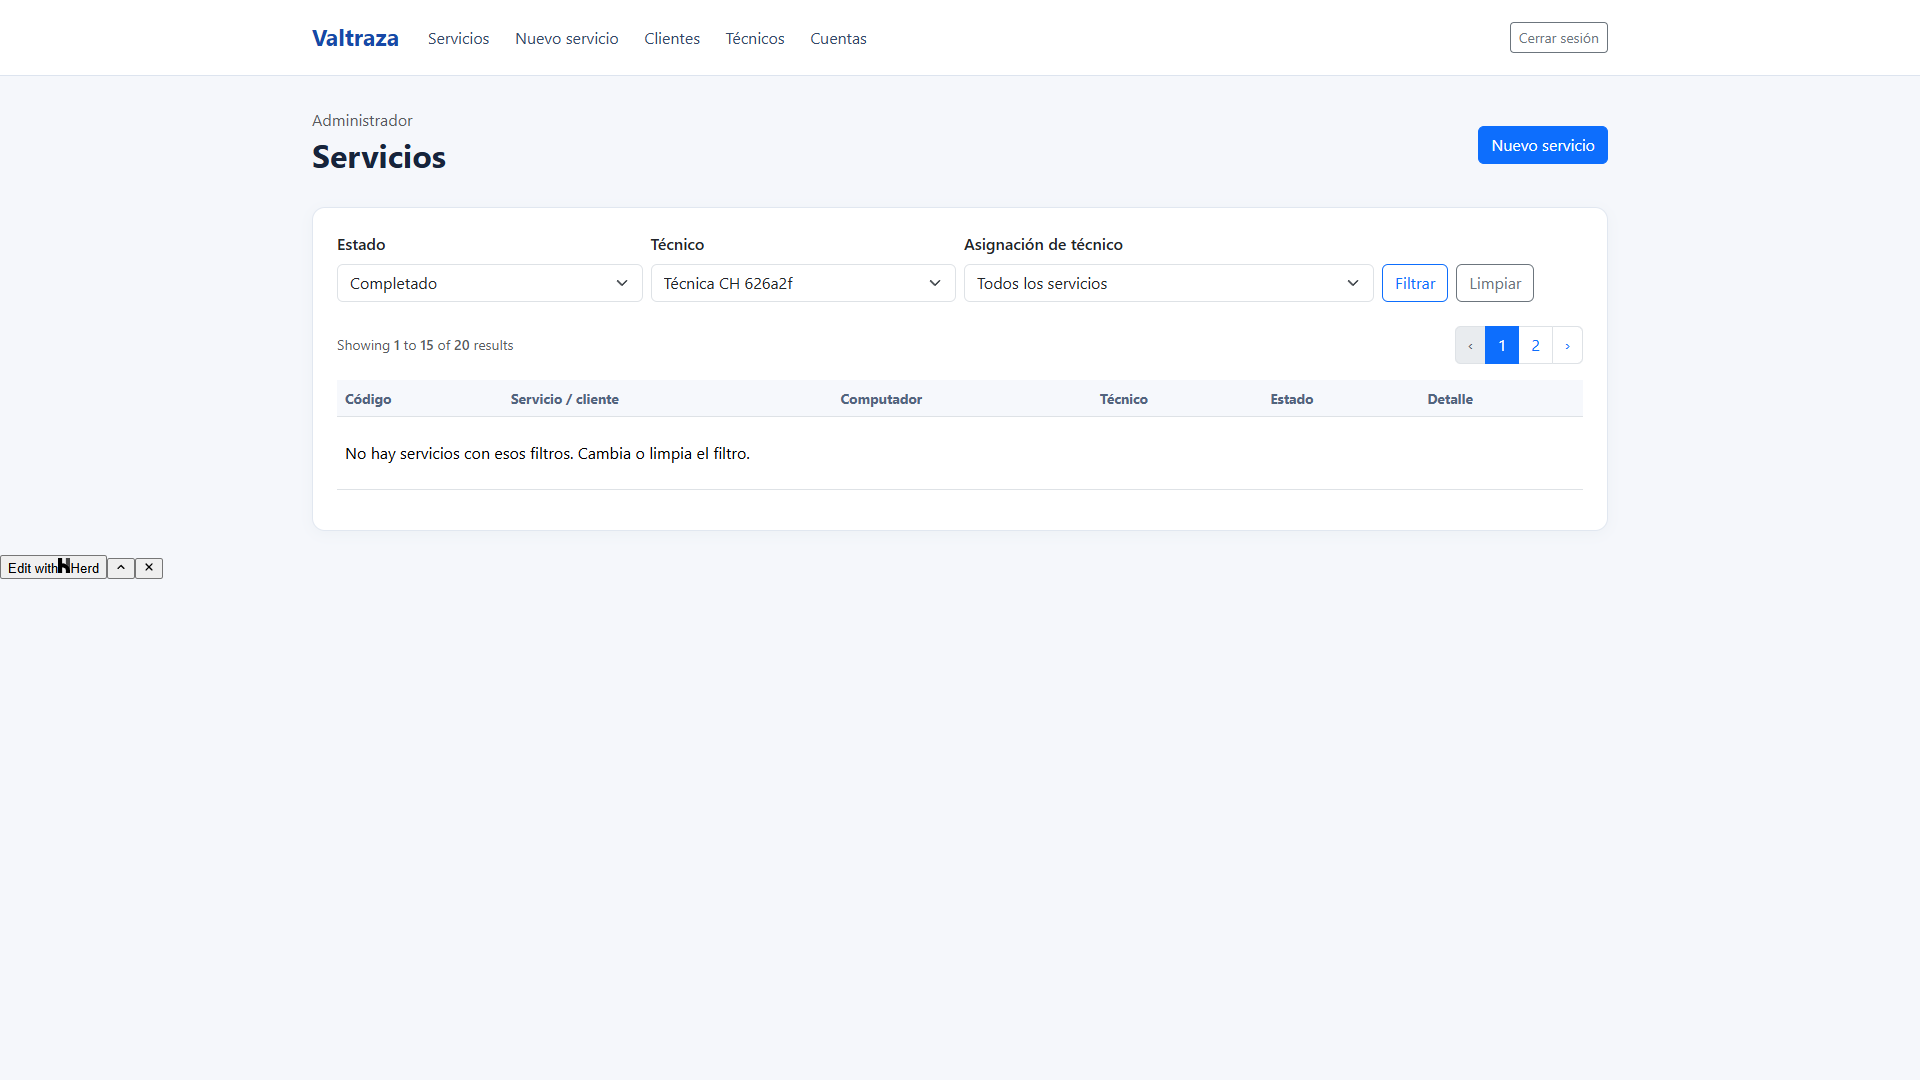 Valtraza Servicios Nuevo servicio Clientes Técnicos Cuentas Cerrar sesión
Administrador
Servicios
Nuevo servicio
Estado Técnico Asignación de técnico
Completado Técnica CH 626a2f Todos los servicios Filtrar Limpiar
Showing 1 to 15 of 20 results ‹ 1 2 ›
Código Servicio / cliente Computador Técnico Estado Detalle
No hay servicios con esos filtros. Cambia o limpia el filtro.
Edit with Herd